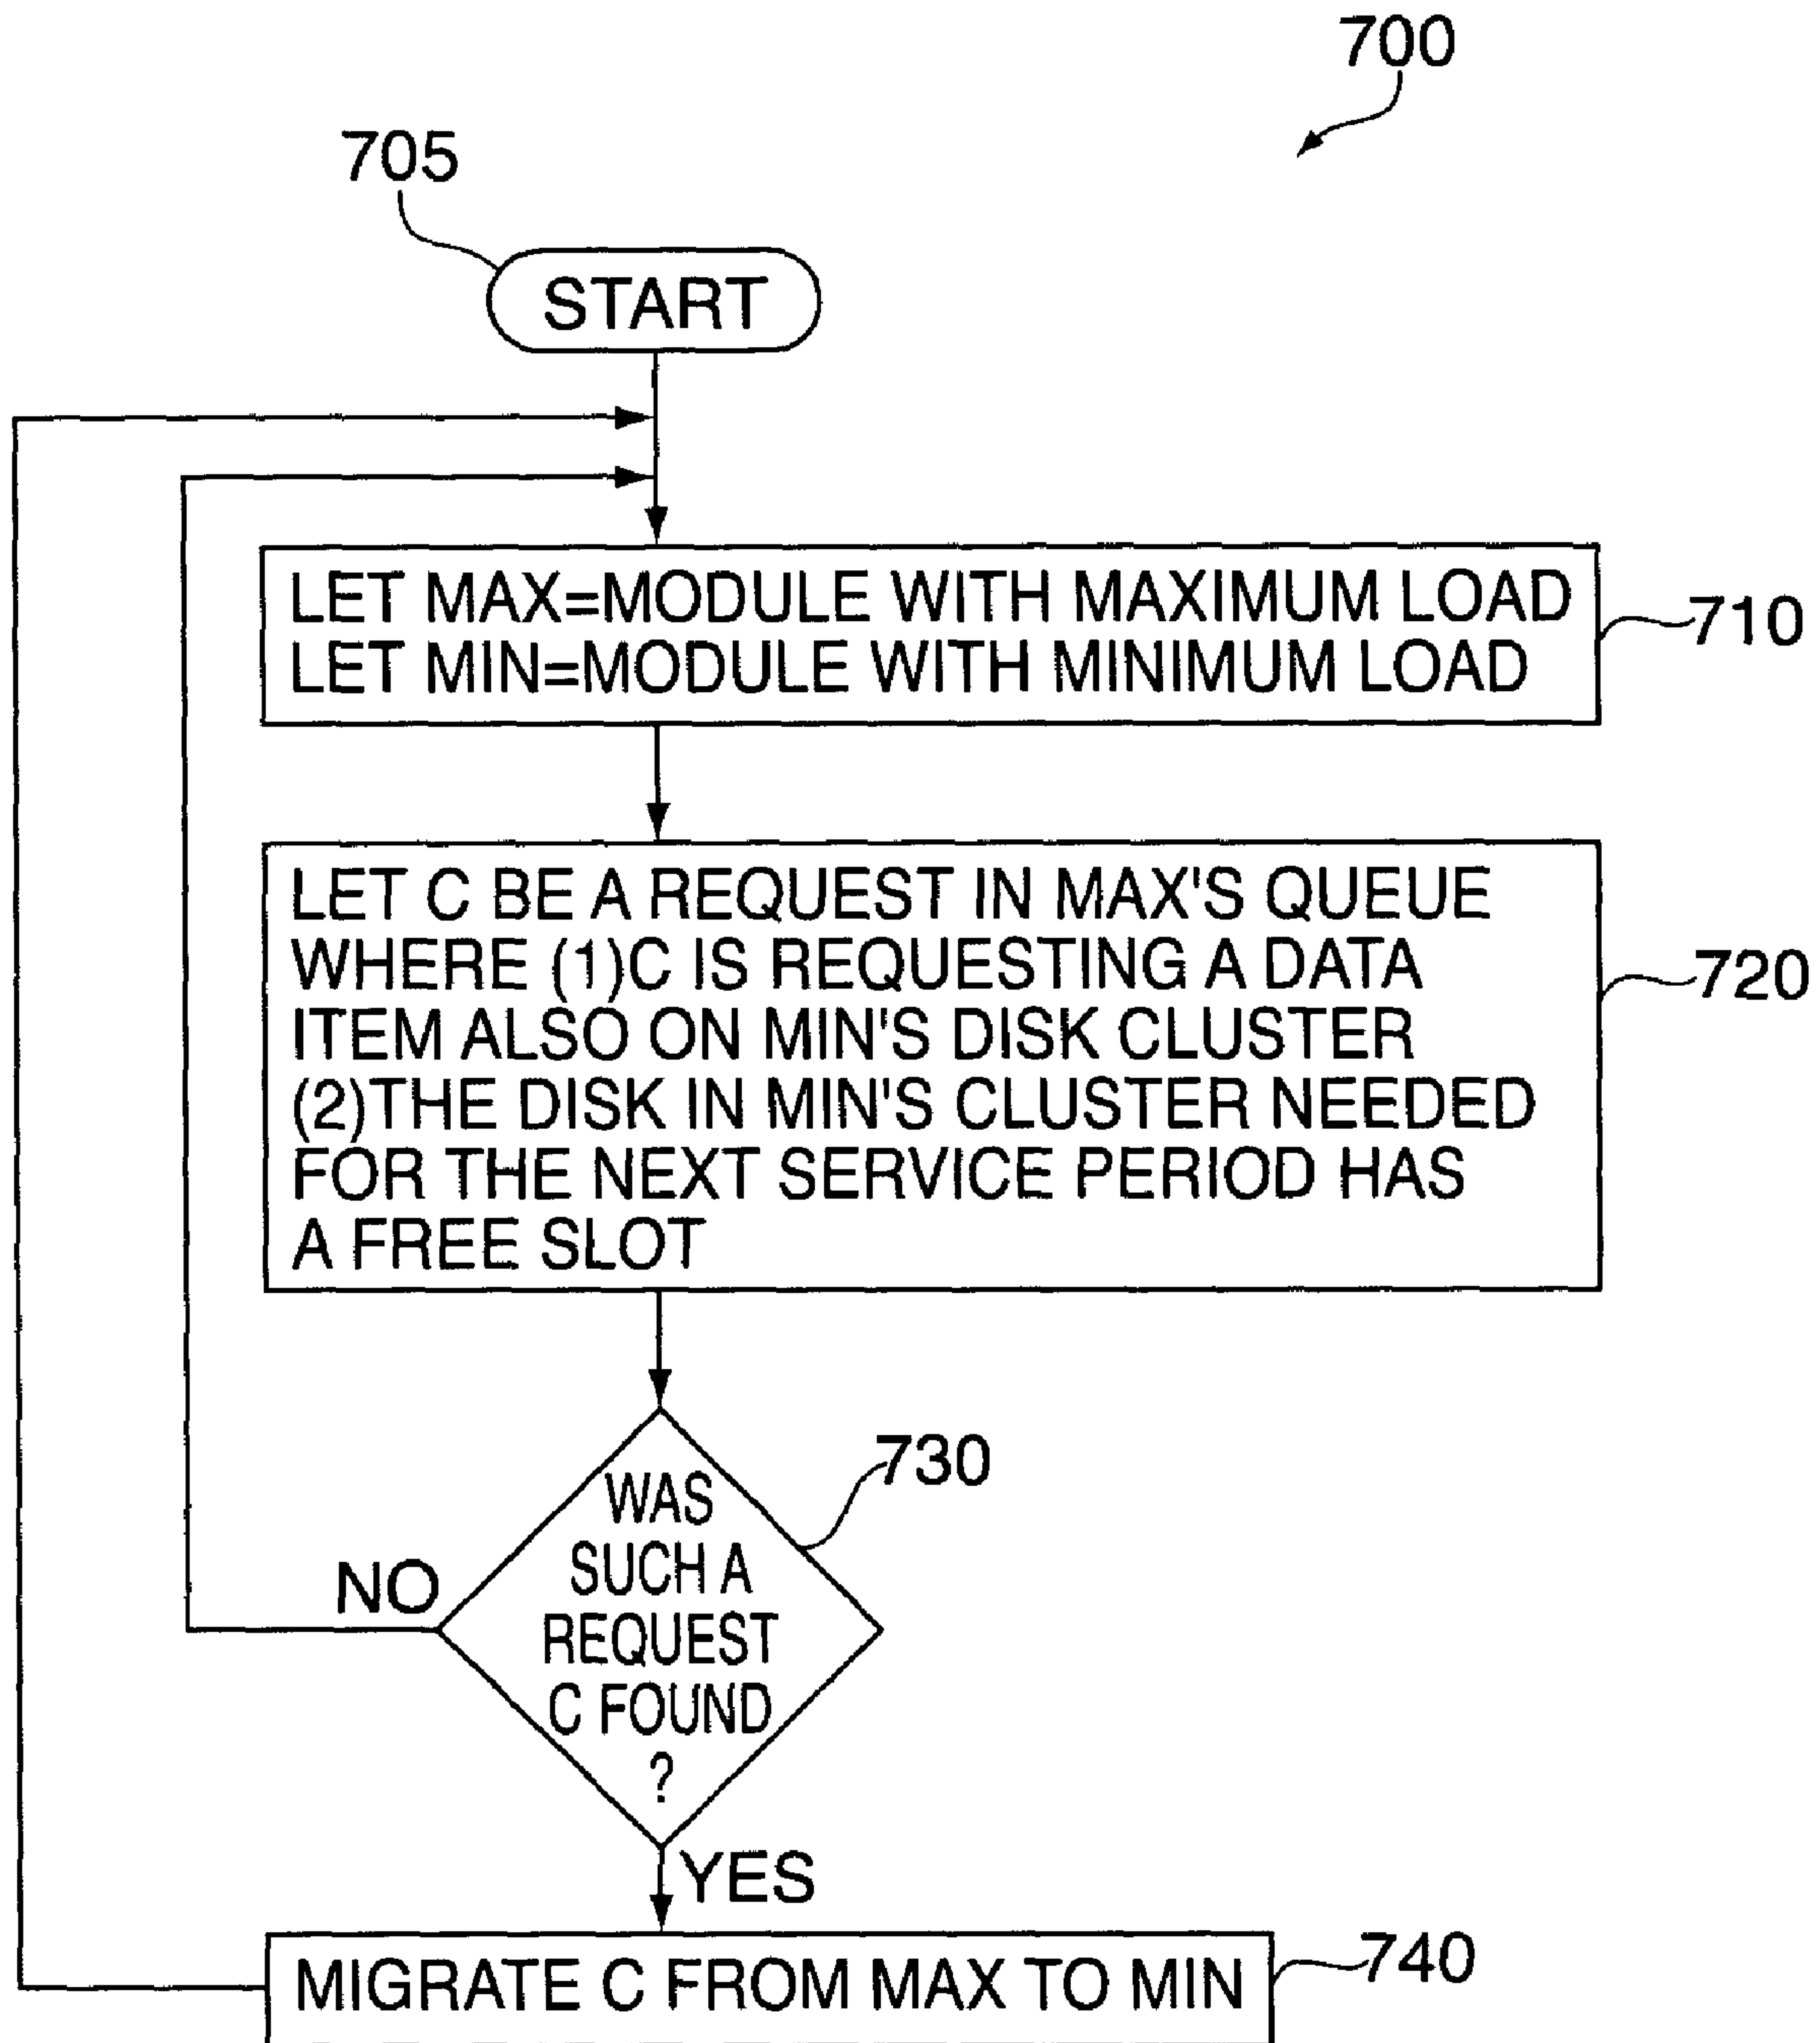 700
705
START
LET MAX=MODULE WITH MAXIMUM LOAD
LET MIN=MODULE WITH MINIMUM LOAD
710
LET C BE A REQUEST IN MAX'S QUEUE
WHERE (1)C IS REQUESTING A DATA
ITEM ALSO ON MIN'S DISK CLUSTER
(2)THE DISK IN MIN'S CLUSTER NEEDED
FOR THE NEXT SERVICE PERIOD HAS
A FREE SLOT
720
730
WAS
SUCH A
REQUEST
C FOUND
?
NO
YES
MIGRATE C FROM MAX TO MIN
740